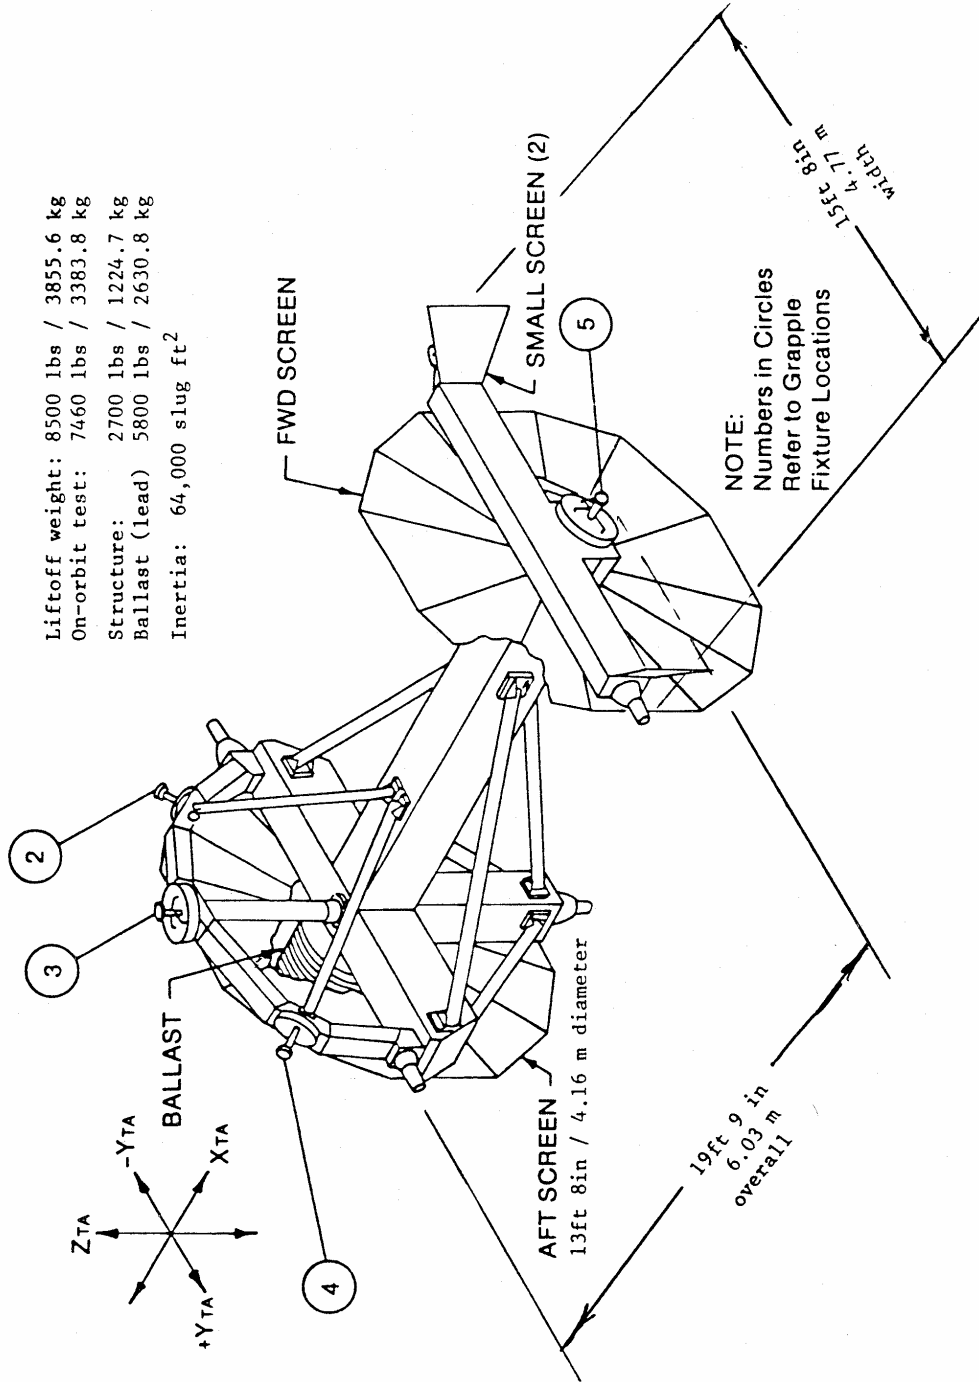 Liftoff weight: 8500 lbs / 3855.6 kg
On-orbit test: 7460 lbs / 3383.8 kg
Structure: 2700 lbs / 1224.7 kg
Ballast (lead) 5800 lbs / 2630.8 kg
Inertia: 64,000 slug ft²
2
3
FWD SCREEN
SMALL SCREEN (2)
5
BALLAST
ZTA
-YTA
XTA
+YTA
4
AFT SCREEN
13ft 8in / 4.16 m diameter
NOTE:
Numbers in Circles
Refer to Grapple
Fixture Locations
15ft 8in
4.77 m
width
19ft 9 in
6.03 m
overall